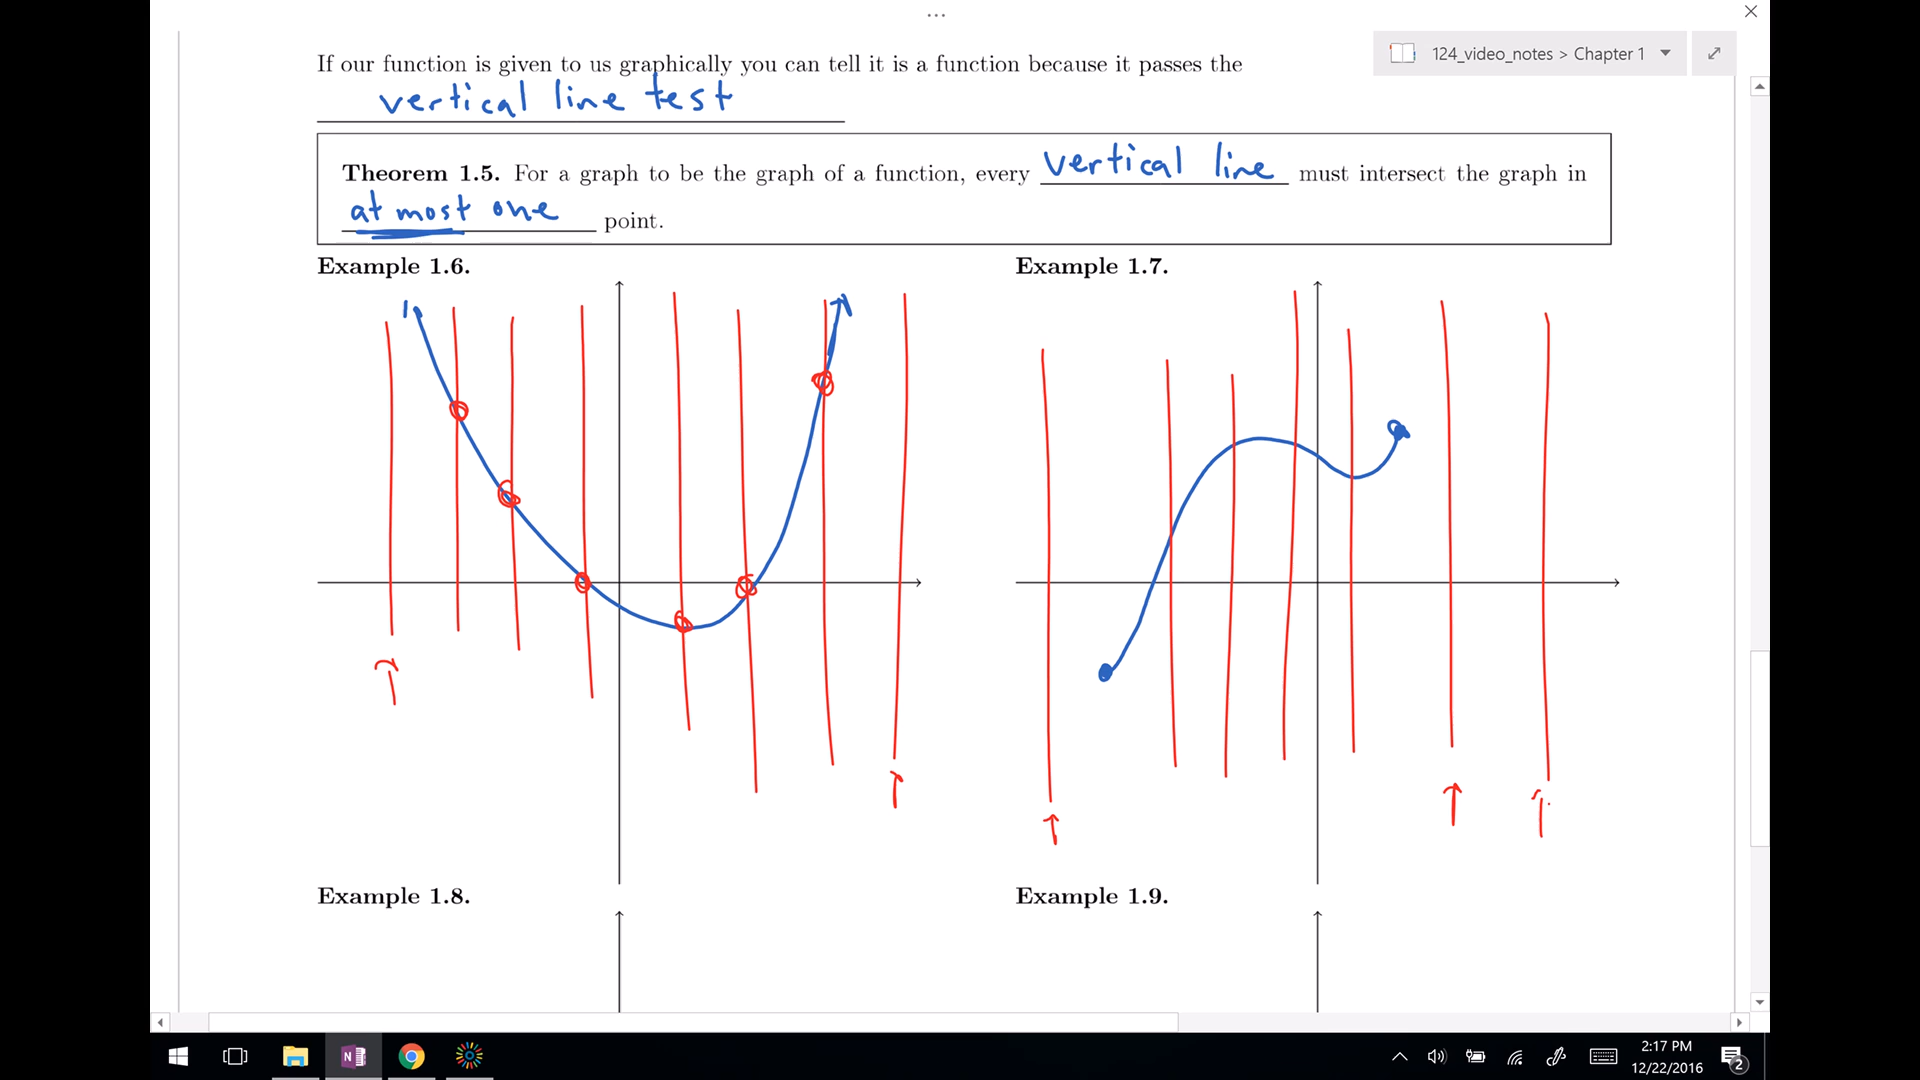 ...
124_video_notes > Chapter 1
If our function is given to us graphically you can tell it is a function because it passes the
vertical line test
Theorem 1.5. For a graph to be the graph of a function, every vertical line must intersect the graph in
at most one point.
Example 1.6.
Example 1.7.
Example 1.8.
Example 1.9.
N
2:17 PM
12/22/2016
2